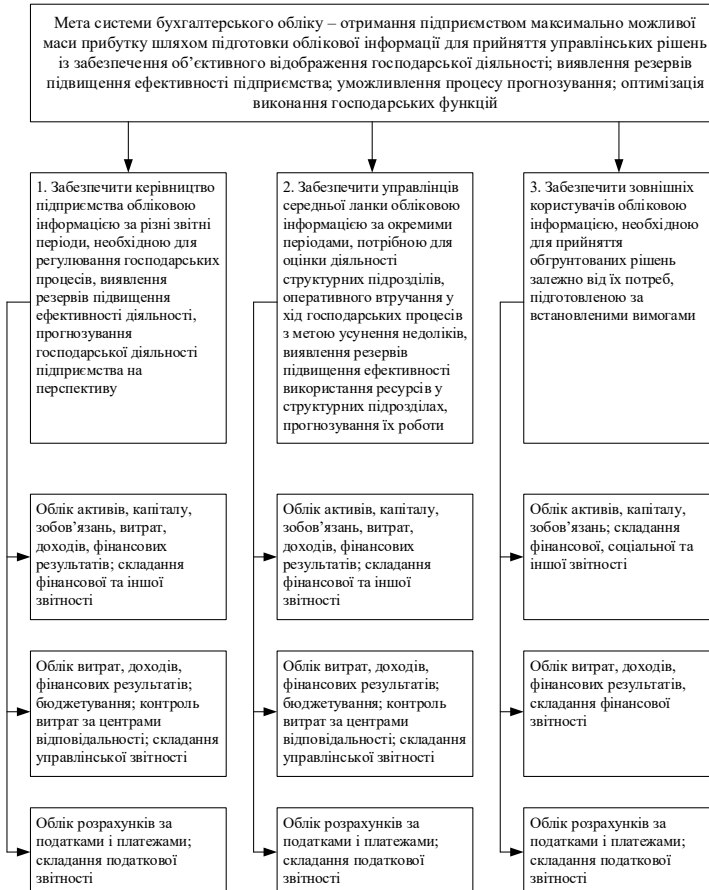 Мета системи бухгалтерського обліку – отримання підприємством максимально можливої
маси прибутку шляхом підготовки облікової інформації для прийняття управлінських рішень
із забезпечення об’єктивного відображення господарської діяльності; виявлення резервів
підвищення ефективності підприємства; уможливлення процесу прогнозування; оптимізація
виконання господарських функцій
1. Забезпечити керівництво
підприємства обліковою
інформацією за різні звітні
періоди, необхідною для
регулювання господарських
процесів, виявлення
резервів підвищення
ефективності діяльності,
прогнозування
господарської діяльності
підприємства на
перспективу
2. Забезпечити управлінців
середньої ланки обліковою
інформацією за окремими
періодами, потрібною для
оцінки діяльності
структурних підрозділів,
оперативного втручання у
хід господарських процесів
з метою усунення недоліків,
виявлення резервів
підвищення ефективності
використання ресурсів у
структурних підрозділах,
прогнозування їх роботи
3. Забезпечити зовнішніх
користувачів обліковою
інформацією, необхідною
для прийняття
обгрунтованих рішень
залежно від їх потреб,
підготовленою за
встановленими вимогами
Облік активів, капіталу,
зобов’язань, витрат,
доходів, фінансових
результатів; складання
фінансової та іншої
звітності
Облік активів, капіталу,
зобов’язань, витрат,
доходів, фінансових
результатів; складання
фінансової та іншої
звітності
Облік активів, капіталу,
зобов’язань; складання
фінансової, соціальної та
іншої звітності
Облік витрат, доходів,
фінансових результатів;
бюджетування; контроль
витрат за центрами
відповідальності; складання
управлінської звітності
Облік витрат, доходів,
фінансових результатів;
бюджетування; контроль
витрат за центрами
відповідальності; складання
управлінської звітності
Облік витрат, доходів,
фінансових результатів,
складання фінансової
звітності
Облік розрахунків за
податками і платежами;
складання податкової
звітності
Облік розрахунків за
податками і платежами;
складання податкової
звітності
Облік розрахунків за
податками і платежами;
складання податкової
звітності